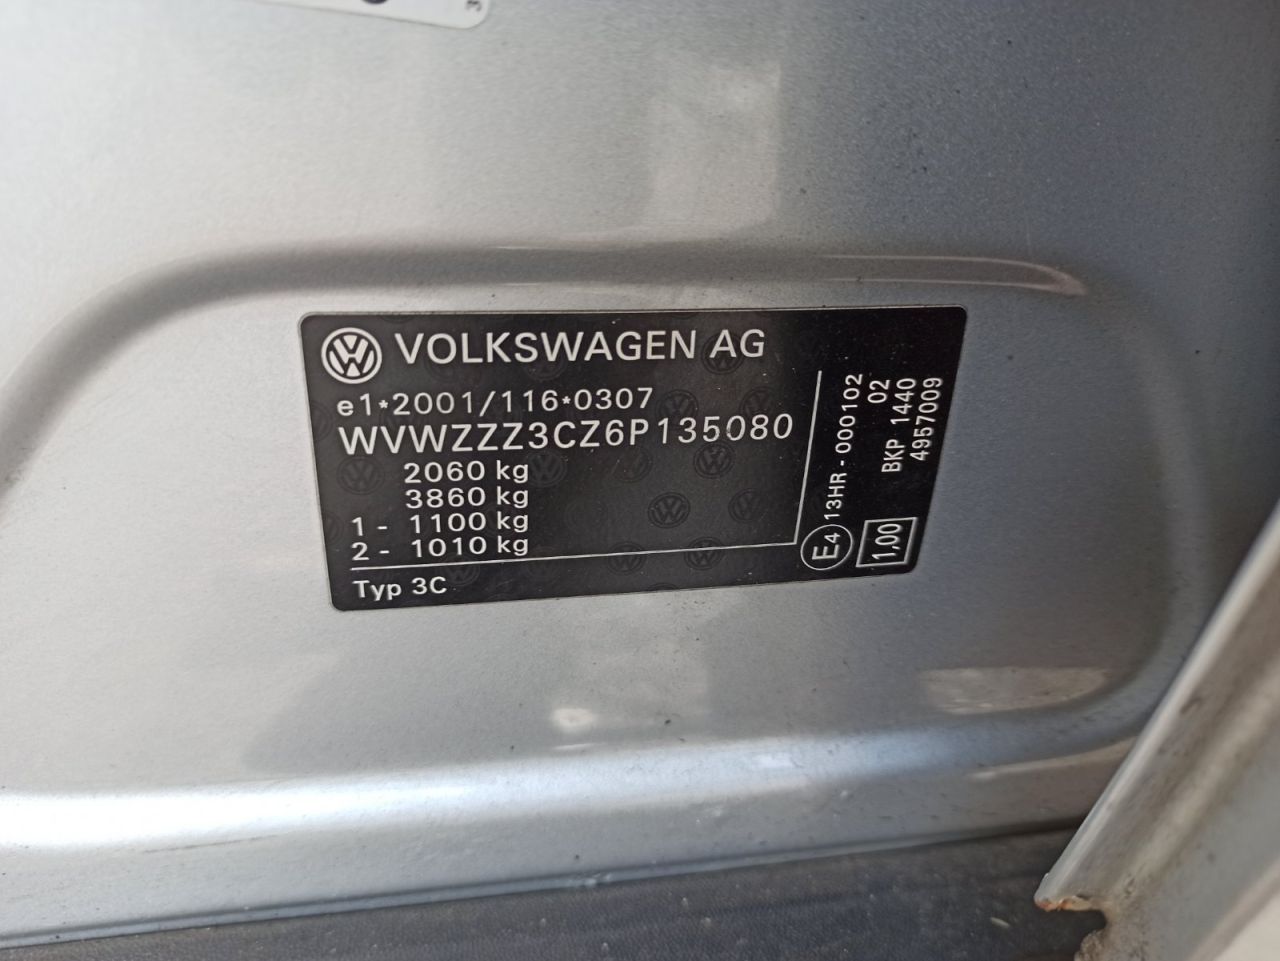 VOLKSWAGEN AG
e1*2001/116*0307
WVWZZZ3CZ6P135080
2060 kg
3860 kg
1 - 1100 kg
2 - 1010 kg
Typ 3C
E4 13HR - 000102
02
BKP 1440
4957009
1,00